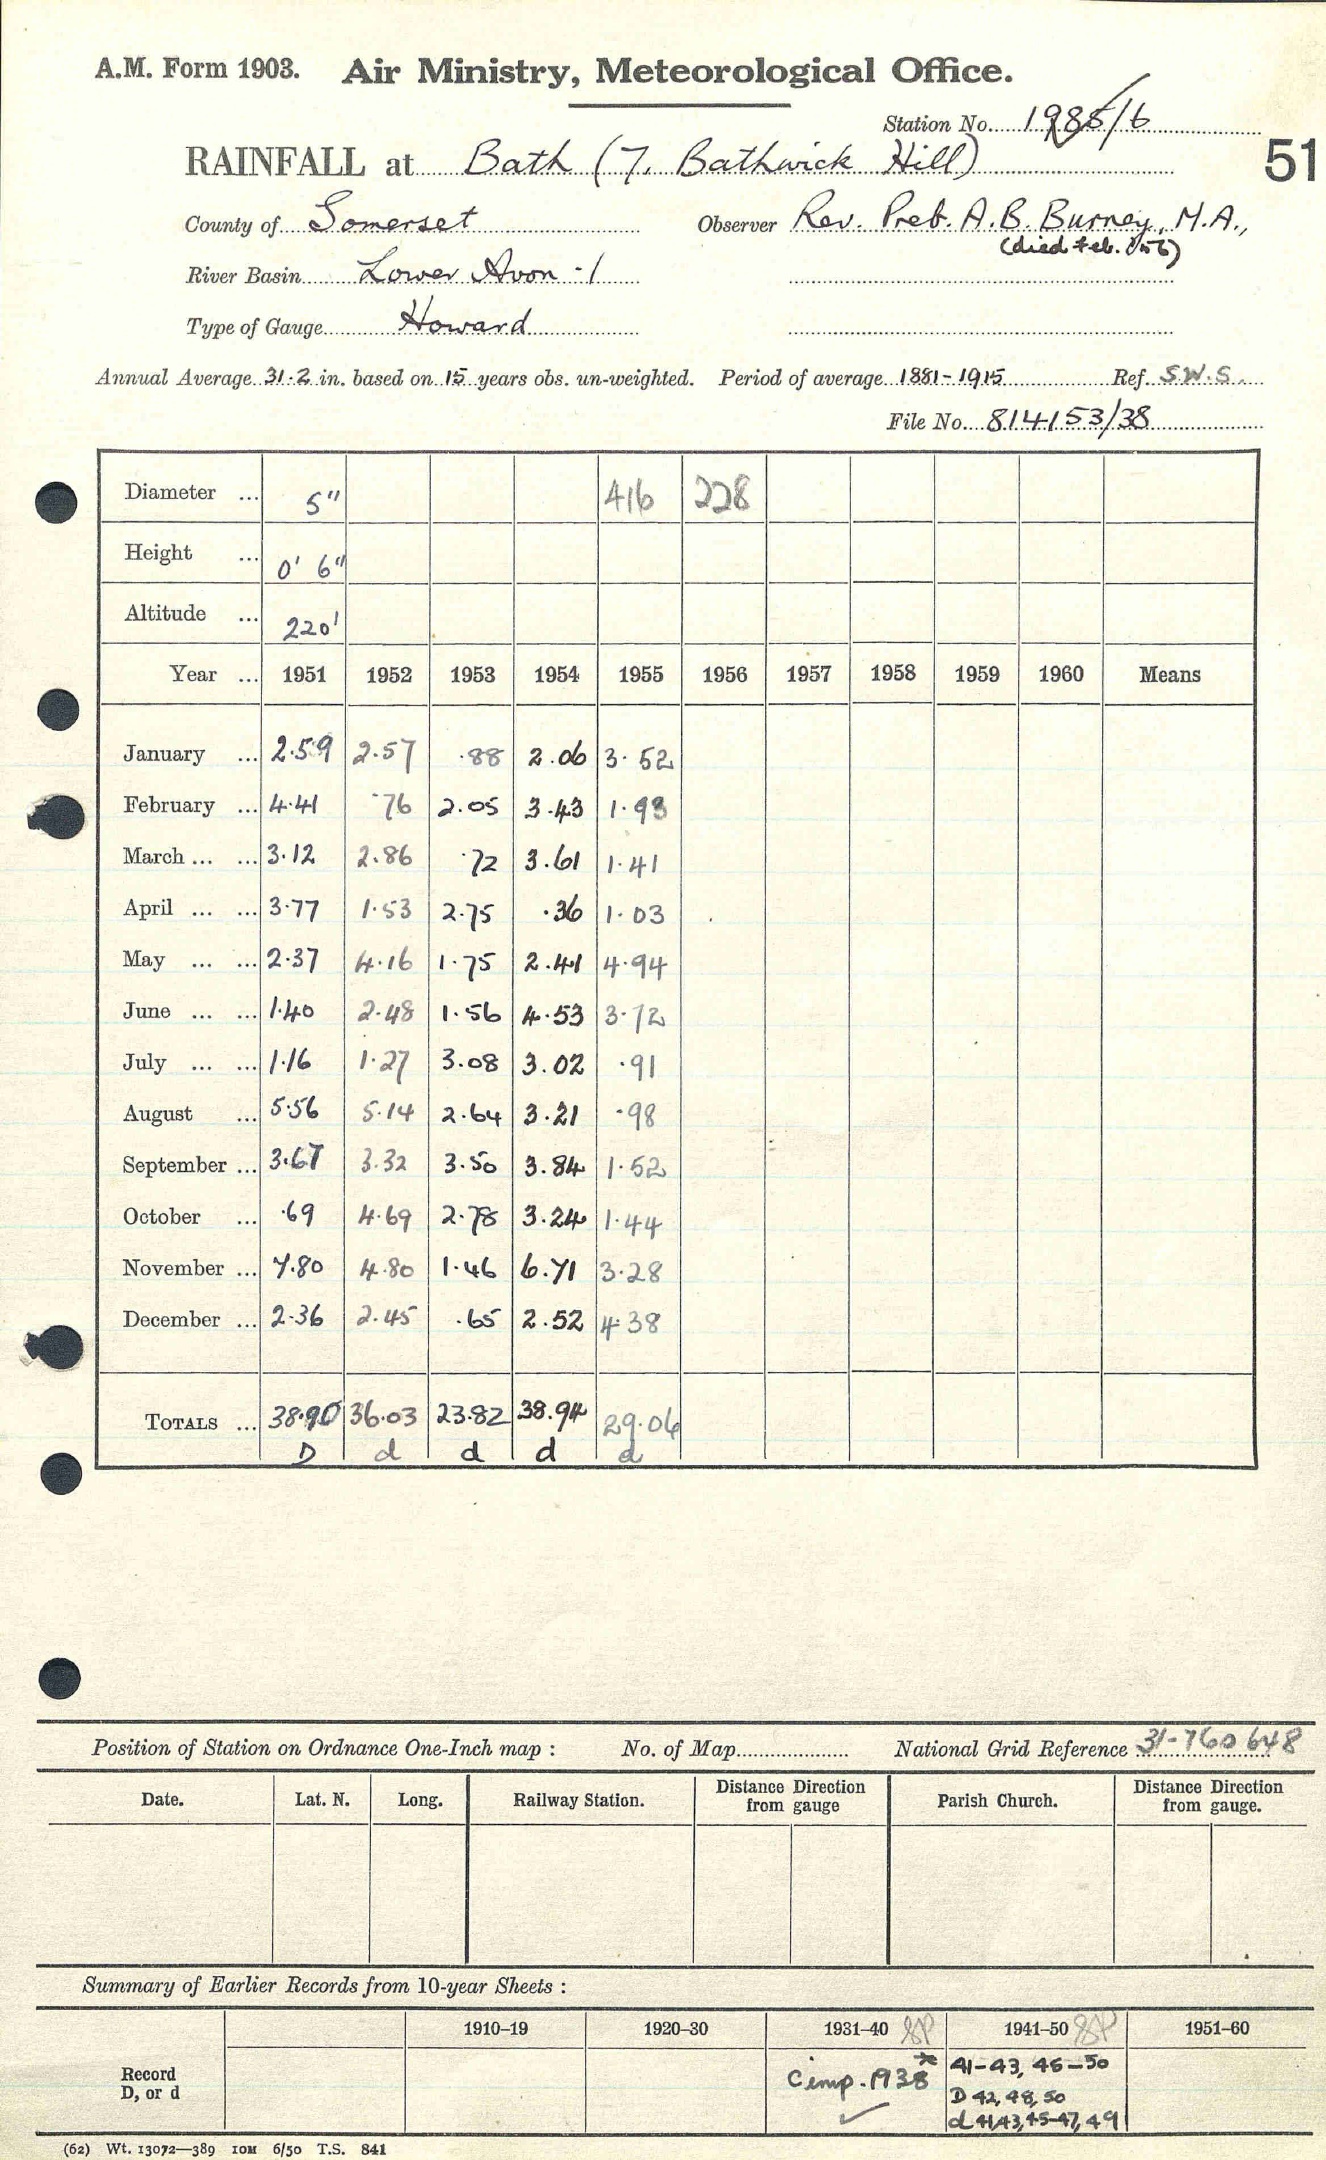 A.M. Form 1903. Air Ministry, Meteorological Office.
Station No. 1985/6
51
RAINFALL at Bath (7. Bathwick Hill)
County of Somerset Observer Rev. Preb. A.B. Burney, M.A.,
(died Feb. '56)
River Basin Lower Avon - 1
Type of Gauge Howard
Annual Average 31.2 in. based on 15 years obs. un-weighted. Period of average 1881-1915 Ref. S.W.S.
File No. 814153/38
Diameter ... 5" 416 228
Height ... 0' 6"
Altitude ... 220'
Year ... 1951 1952 1953 1954 1955 1956 1957 1958 1959 1960 Means
January ... 2.59 2.57 .88 2.06 3.52
February ... 4.41 .76 2.05 3.43 1.93
March ... ... 3.12 2.86 .72 3.61 1.41
April ... ... 3.77 1.53 2.75 .36 1.03
May ... ... 2.37 4.16 1.75 2.41 4.94
June ... ... 1.40 2.48 1.56 4.53 3.72
July ... ... 1.16 1.27 3.08 3.02 .91
August ... 5.56 5.14 2.64 3.21 .98
September ... 3.67 3.32 3.50 3.84 1.52
October ... .69 4.69 2.78 3.24 1.44
November ... 7.80 4.80 1.46 6.71 3.28
December ... 2.36 2.45 .65 2.52 4.38
TOTALS ... 38.90 36.03 23.82 38.94 29.06
D d d d d
Position of Station on Ordnance One-Inch map : No. of Map National Grid Reference 31-760648
Date. Lat. N. Long. Railway Station. Distance from gauge Direction Parish Church. Distance from gauge. Direction
Summary of Earlier Records from 10-year Sheets :
1910–19 1920–30 1931–40 1941–50 1951–60
Record D, or d
Comp. 1938*
41-43, 45-50
D 42, 48, 50
d 41,43,45-47,49
(62) Wt. 13072—389 10M 6/50 T.S. 841